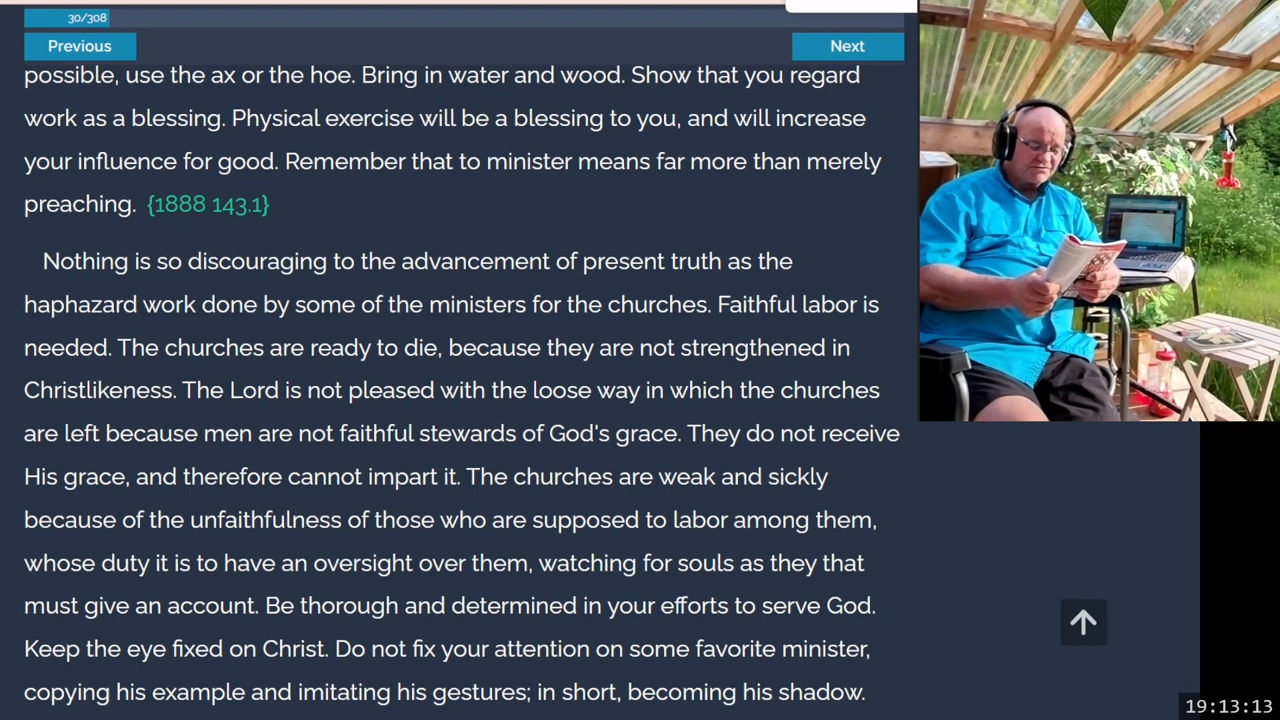 30/308
Previous
Next
possible, use the ax or the hoe. Bring in water and wood. Show that you regard
work as a blessing. Physical exercise will be a blessing to you, and will increase
your influence for good. Remember that to minister means far more than merely
preaching. {1888 143.1}
Nothing is so discouraging to the advancement of present truth as the
haphazard work done by some of the ministers for the churches. Faithful labor is
needed. The churches are ready to die, because they are not strengthened in
Christlikeness. The Lord is not pleased with the loose way in which the churches
are left because men are not faithful stewards of God's grace. They do not receive
His grace, and therefore cannot impart it. The churches are weak and sickly
because of the unfaithfulness of those who are supposed to labor among them,
whose duty it is to have an oversight over them, watching for souls as they that
must give an account. Be thorough and determined in your efforts to serve God.
Keep the eye fixed on Christ. Do not fix your attention on some favorite minister,
copying his example and imitating his gestures; in short, becoming his shadow.
19:13:13